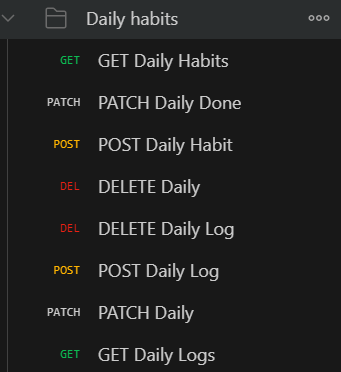 Daily habits
GET GET Daily Habits
PATCH PATCH Daily Done
POST POST Daily Habit
DEL DELETE Daily
DEL DELETE Daily Log
POST POST Daily Log
PATCH PATCH Daily
GET GET Daily Logs